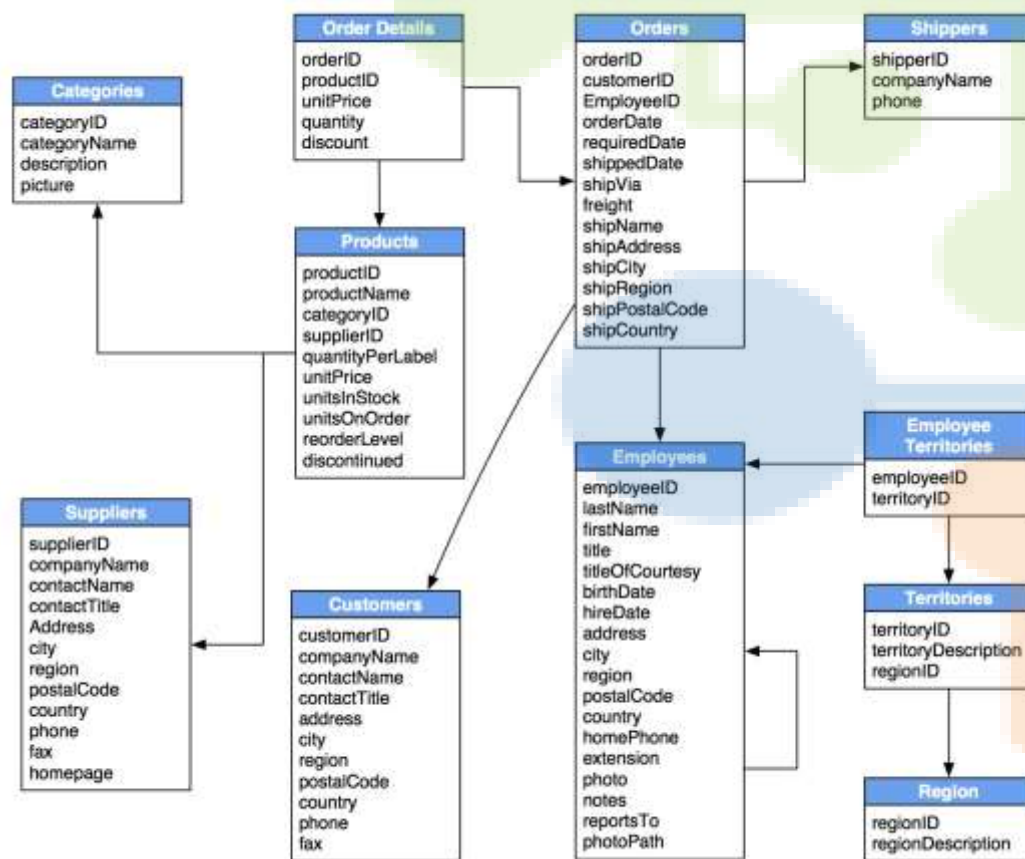 Order Details
orderID
productID
unitPrice
quantity
discount
Orders
orderID
customerID
EmployeeID
orderDate
requiredDate
shippedDate
shipVia
freight
shipName
shipAddress
shipCity
shipRegion
shipPostalCode
shipCountry
Shippers
shipperID
companyName
phone
Categories
categoryID
categoryName
description
picture
Products
productID
productName
categoryID
supplierID
quantityPerLabel
unitPrice
unitsInStock
unitsOnOrder
reorderLevel
discontinued
Employee
Territories
employeeID
territoryID
Employees
employeeID
lastName
firstName
title
titleOfCourtesy
birthDate
hireDate
address
city
region
postalCode
country
homePhone
extension
photo
notes
reportsTo
photoPath
Suppliers
supplierID
companyName
contactName
contactTitle
Address
city
region
postalCode
country
phone
fax
homepage
Customers
customerID
companyName
contactName
contactTitle
address
city
region
postalCode
country
phone
fax
Territories
territoryID
territoryDescription
regionID
Region
regionID
regionDescription